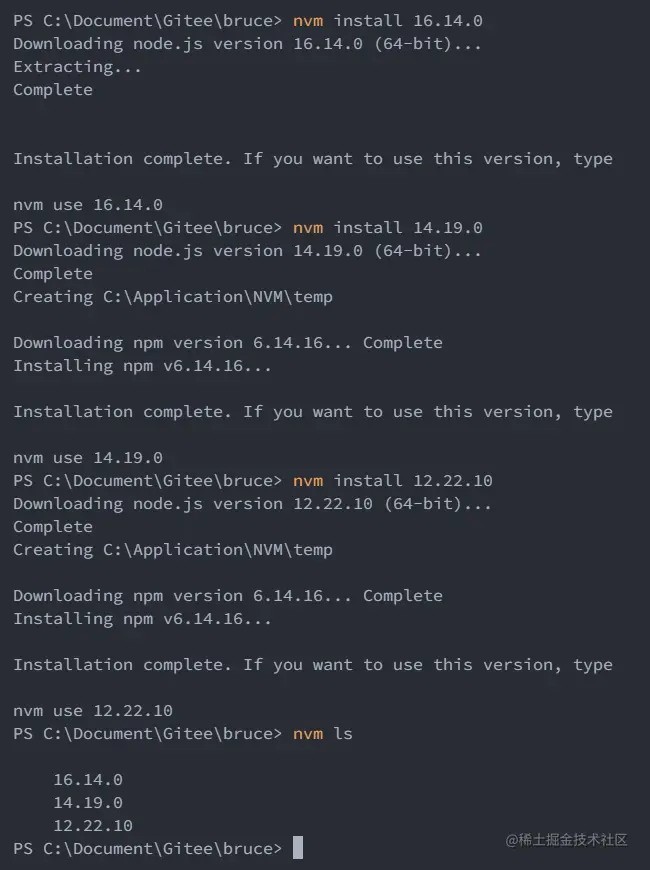 PS C:\Document\Gitee\bruce> nvm install 16.14.0
Downloading node.js version 16.14.0 (64-bit)...
Extracting...
Complete
Installation complete. If you want to use this version, type
nvm use 16.14.0
PS C:\Document\Gitee\bruce> nvm install 14.19.0
Downloading node.js version 14.19.0 (64-bit)...
Complete
Creating C:\Application\NVM\temp
Downloading npm version 6.14.16... Complete
Installing npm v6.14.16...
Installation complete. If you want to use this version, type
nvm use 14.19.0
PS C:\Document\Gitee\bruce> nvm install 12.22.10
Downloading node.js version 12.22.10 (64-bit)...
Complete
Creating C:\Application\NVM\temp
Downloading npm version 6.14.16... Complete
Installing npm v6.14.16...
Installation complete. If you want to use this version, type
nvm use 12.22.10
PS C:\Document\Gitee\bruce> nvm ls
16.14.0
14.19.0
12.22.10
PS C:\Document\Gitee\bruce>
@稀土掘金技术社区